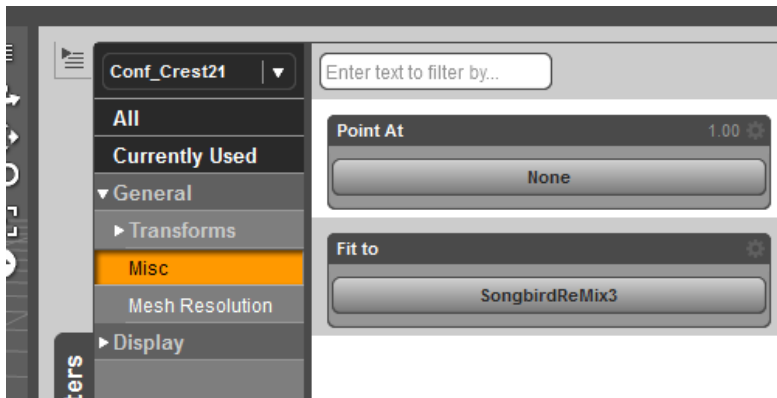 Conf_Crest21
Enter text to filter by...
All
Currently Used
General
Transforms
Misc
Mesh Resolution
Display
Point At
1.00
None
Fit to
SongbirdReMix3
ters